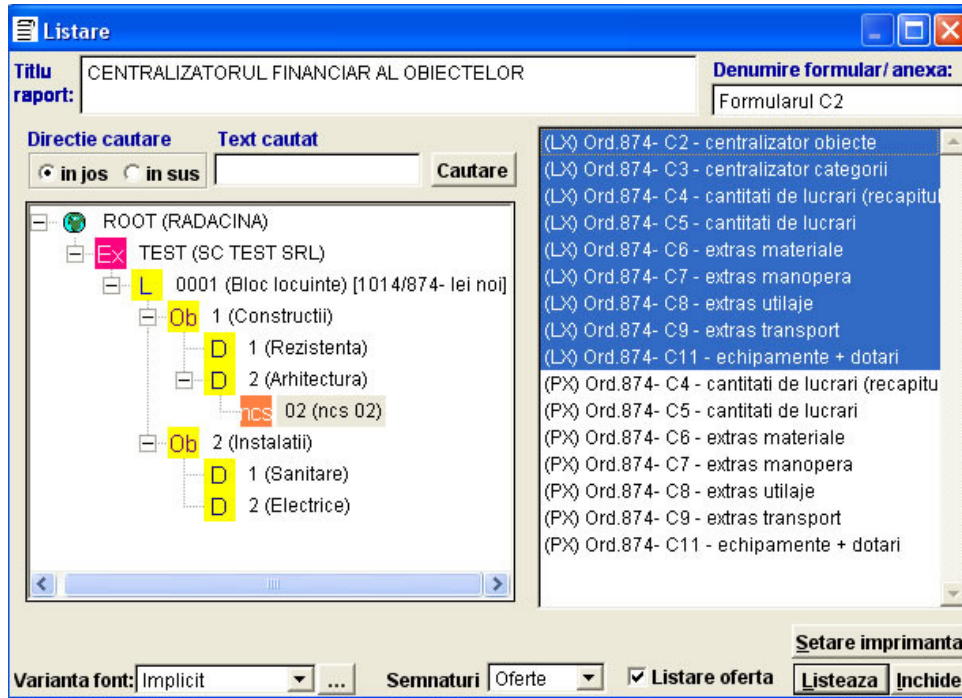 Listare
Titlu raport:
CENTRALIZATORUL FINANCIAR AL OBIECTELOR
Denumire formular/ anexa:
Formularul C2
Directie cautare
in jos
in sus
Text cautat
Cautare
ROOT (RADACINA)
Ex TEST (SC TEST SRL)
L 0001 (Bloc locuinte) [1014/874- lei noi]
Ob 1 (Constructii)
D 1 (Rezistenta)
D 2 (Arhitectura)
ncs 02 (ncs 02)
Ob 2 (Instalatii)
D 1 (Sanitare)
D 2 (Electrice)
(LX) Ord.874- C2 - centralizator obiecte
(LX) Ord.874- C3 - centralizator categorii
(LX) Ord.874- C4 - cantitati de lucrari (recapitul
(LX) Ord.874- C5 - cantitati de lucrari
(LX) Ord.874- C6 - extras materiale
(LX) Ord.874- C7 - extras manopera
(LX) Ord.874- C8 - extras utilaje
(LX) Ord.874- C9 - extras transport
(LX) Ord.874- C11 - echipamente + dotari
(PX) Ord.874- C4 - cantitati de lucrari (recapitu
(PX) Ord.874- C5 - cantitati de lucrari
(PX) Ord.874- C6 - extras materiale
(PX) Ord.874- C7 - extras manopera
(PX) Ord.874- C8 - extras utilaje
(PX) Ord.874- C9 - extras transport
(PX) Ord.874- C11 - echipamente + dotari
Setare imprimanta
Varianta font: Implicit ...
Semnaturi Oferte
Listare oferta
Listeaza
Inchide